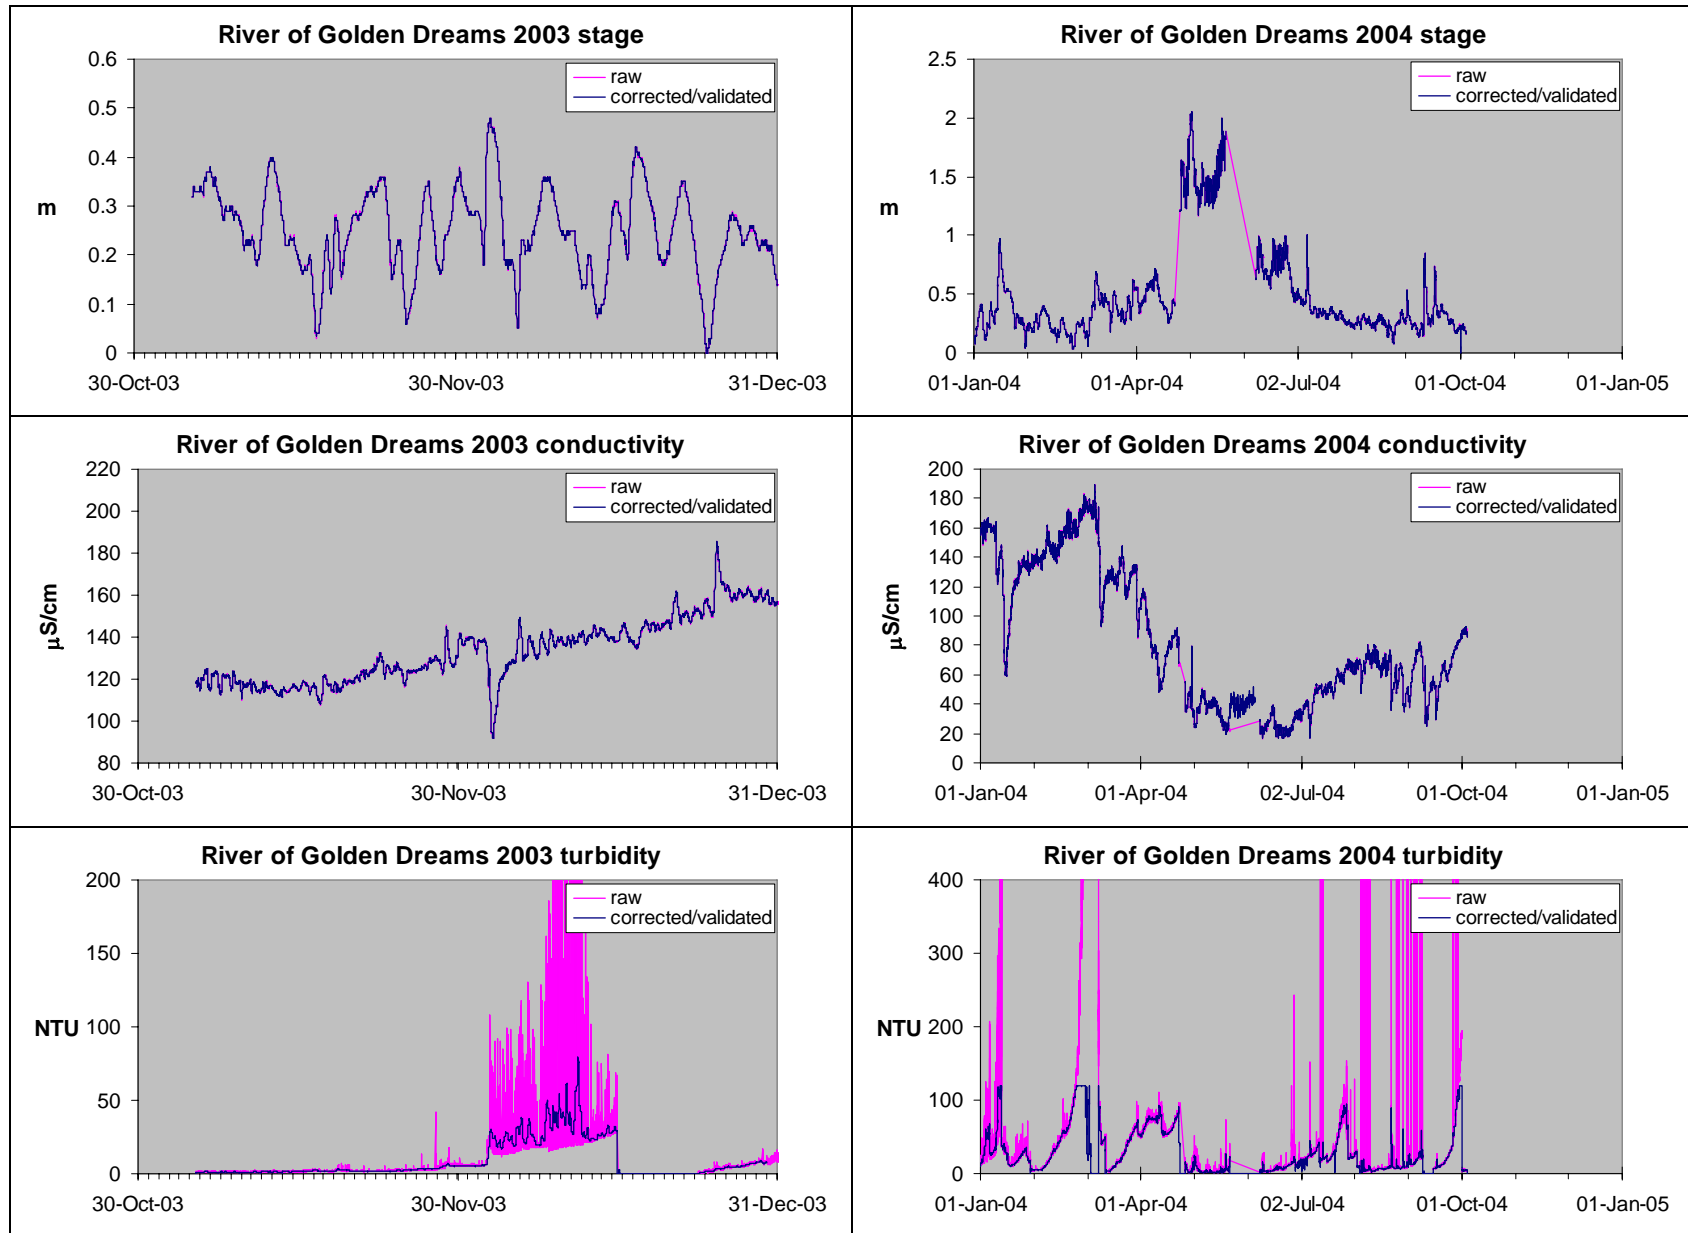 River of Golden Dreams 2003 stage
0.6
0.5
0.4
0.3
0.2
0.1
0
m
raw
corrected/validated
30-Oct-03 30-Nov-03 31-Dec-03
River of Golden Dreams 2004 stage
2.5
2
1.5
1
0.5
0
m
raw
corrected/validated
01-Jan-04 01-Apr-04 02-Jul-04 01-Oct-04 01-Jan-05
River of Golden Dreams 2003 conductivity
220
200
180
160
140
120
100
80
µS/cm
raw
corrected/validated
30-Oct-03 30-Nov-03 31-Dec-03
River of Golden Dreams 2004 conductivity
200
180
160
140
120
100
80
60
40
20
0
µS/cm
raw
corrected/validated
01-Jan-04 01-Apr-04 02-Jul-04 01-Oct-04 01-Jan-05
River of Golden Dreams 2003 turbidity
200
150
100
50
0
NTU
raw
corrected/validated
30-Oct-03 30-Nov-03 31-Dec-03
River of Golden Dreams 2004 turbidity
400
300
200
100
0
NTU
raw
corrected/validated
01-Jan-04 01-Apr-04 02-Jul-04 01-Oct-04 01-Jan-05